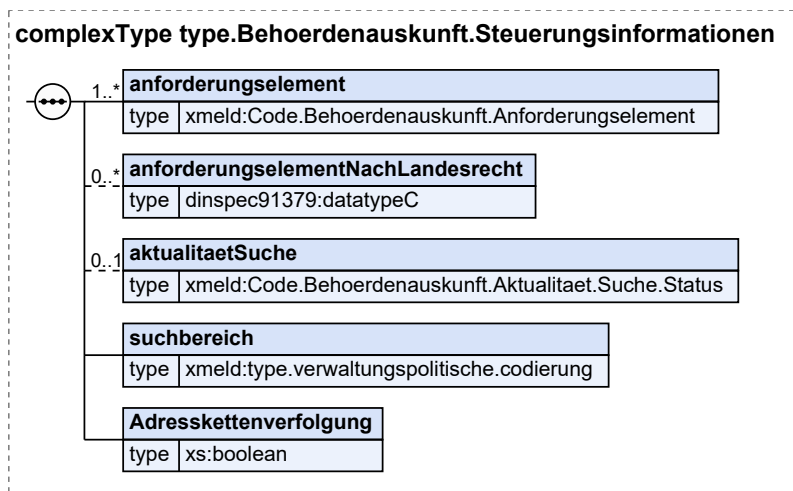 complexType type.Behoerdenauskunft.Steuerungsinformationen
1..* anforderungselement
type xmeld:Code.Behoerdenauskunft.Anforderungselement
0..* anforderungselementNachLandesrecht
type dinspec91379:datatypeC
0..1 aktualitaetSuche
type xmeld:Code.Behoerdenauskunft.Aktualitaet.Suche.Status
suchbereich
type xmeld:type.verwaltungspolitische.codierung
Adresskettenverfolgung
type xs:boolean